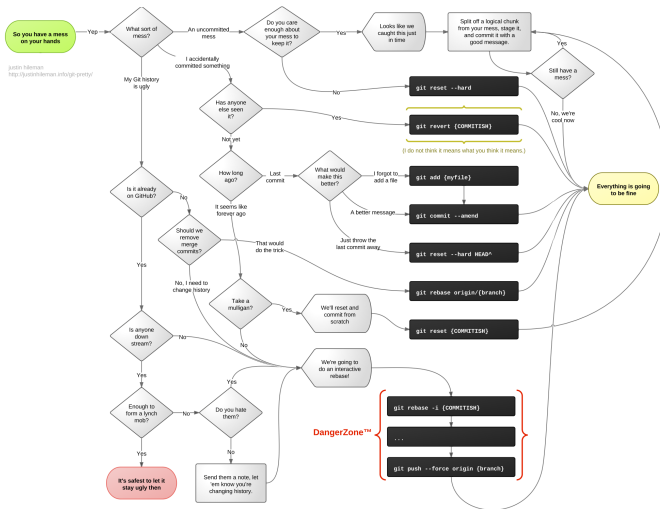 So you have a mess
on your hands
Yep
What sort of
mess?
An uncommitted
mess
Do you care
enough about
your mess to
keep it?
Yes
Looks like we
caught this just
in time
Split off a logical chunk
from your mess, stage it,
and commit it with a
good message.
Yes
Still have a
mess?
No, we're
cool now
justin hileman
http://justinhileman.info/git-pretty/
I accidentally
committed something
My Git history
is ugly
No
git reset --hard
Has anyone
else seen
it?
Yes
git revert {COMMITISH}
(I do not think it means what you think it means.)
Not yet
How long
ago?
Last
commit
What would
make this
better?
I forgot to
add a file
git add {myfile}
Everything is going
to be fine
Is it already
on GitHub?
No
It seems like
forever ago
A better message
git commit --amend
Should we
remove
merge
commits?
That would
do the trick
Just throw the
last commit away
git reset --hard HEAD^
Yes
No, I need to
change history
git rebase origin/{branch}
Take a
mulligan?
Yes
We'll reset and
commit from
scratch
git reset {COMMITISH}
Is anyone
down
stream?
No
No
We're going to
do an interactive
rebase!
Yes
Yes
Enough to
form a lynch
mob?
No
Do you hate
them?
git rebase -i {COMMITISH}
DangerZone™
...
Yes
No
git push --force origin {branch}
It's safest to let it
stay ugly then
Send them a note, let
'em know you're
changing history.